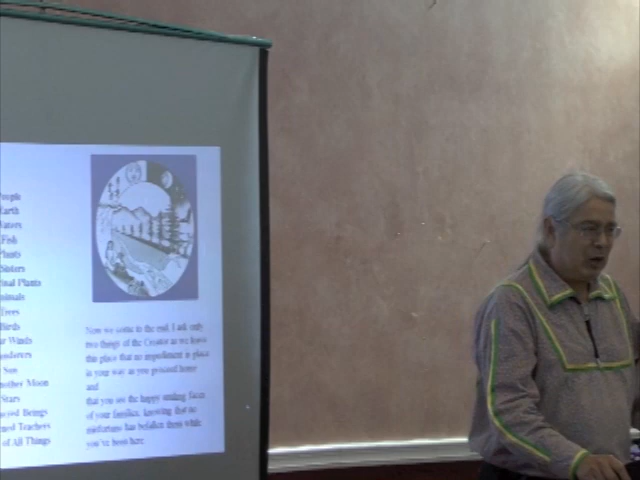 People
Earth
Waters
Fish
Plants
Sisters
Plants
Trees
Birds
Winds
Sun
Moon
Stars
Beings
Teachers
of All Things
Now we come to the end. I ask only
two things of the Creator as we leave
this place that no impediment is place
in your way as you proceed home
and
that you see the happy smiling faces
of your families, knowing that no
misfortune has befallen them while
you've been here